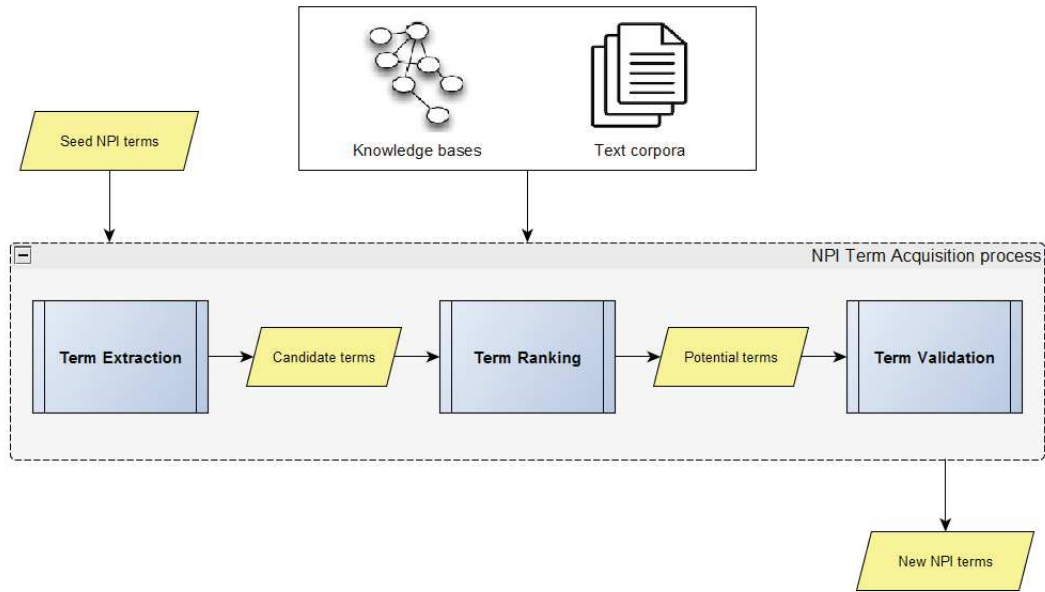 Knowledge bases
Text corpora
Seed NPI terms
NPI Term Acquisition process
Term Extraction
Candidate terms
Term Ranking
Potential terms
Term Validation
New NPI terms